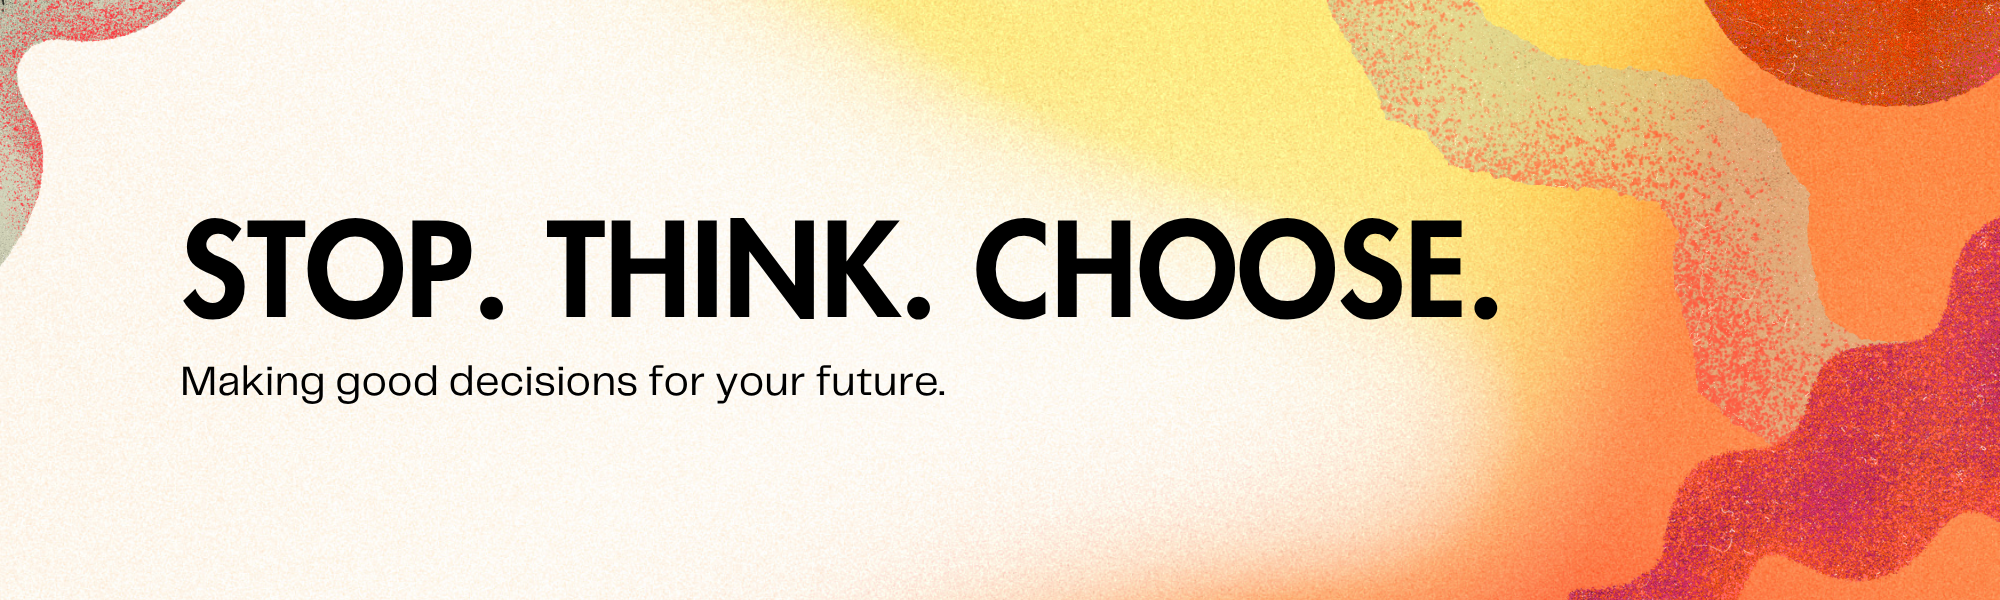 STOP. THINK. CHOOSE.
Making good decisions for your future.